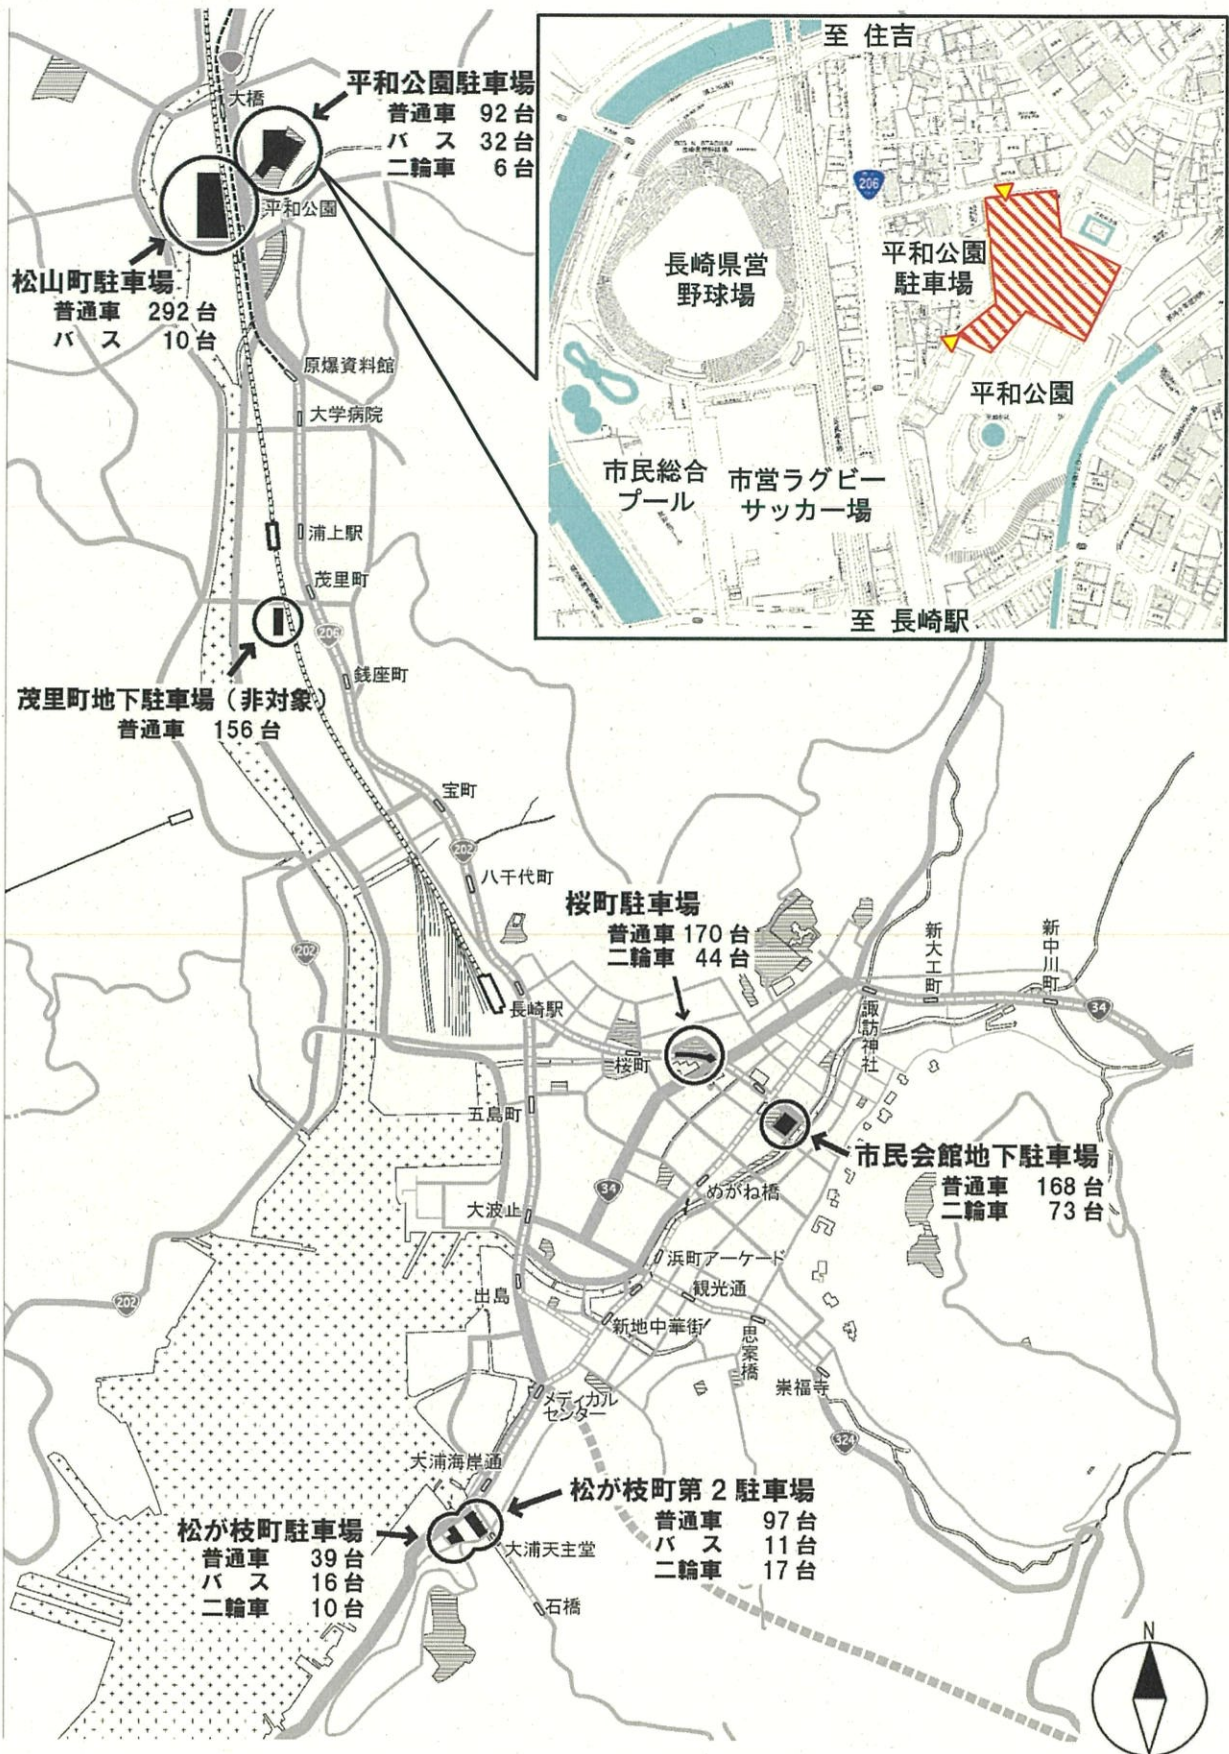 平和公園駐車場
普通車 92台
バス 32台
二輪車 6台
大橋
平和公園
松山町駐車場
普通車 292台
バス 10台
原爆資料館
大学病院
浦上駅
茂里町
206
銭座町
茂里町地下駐車場(非対象)
普通車 156台
至 住吉
206
長崎県営
野球場
平和公園
駐車場
平和公園
市民総合
プール
市営ラグビー
サッカー場
至 長崎駅
宝町
202
八千代町
桜町駐車場
普通車 170台
二輪車 44台
新大工町
新中川町
202
長崎駅
諏訪神社
34
桜町
五島町
市民会館地下駐車場
普通車 168台
二輪車 73台
34
めがね橋
大波止
浜町アーケード
出島
観光通
202
新地中華街
思案橋
崇福寺
メディカル
センター
324
大浦海岸通
松が枝町第2駐車場
普通車 97台
バス 11台
二輪車 17台
松が枝町駐車場
普通車 39台
バス 16台
二輪車 10台
大浦天主堂
石橋
N